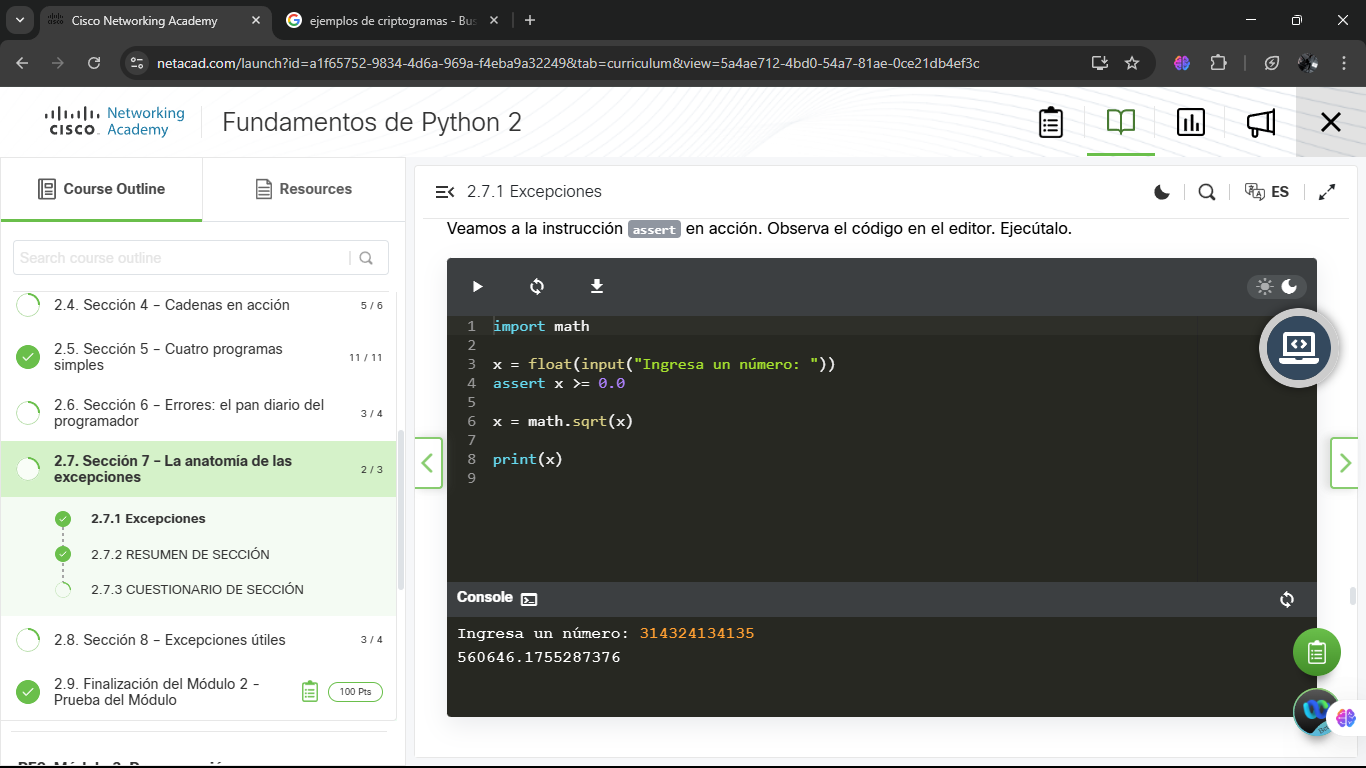 Cisco Networking Academy
ejemplos de criptogramas - Bus
netacad.com/launch?id=a1f65752-9834-4d6a-969a-f4eba9a32249&tab=curriculum&view=5a4ae712-4bd0-54a7-81ae-0ce21db4ef3c
cisco Networking Academy
Fundamentos de Python 2
Course Outline
Resources
Search course outline
2.4. Sección 4 - Cadenas en acción 5 / 6
2.5. Sección 5 - Cuatro programas
simples
11 / 11
2.6. Sección 6 - Errores: el pan diario del
programador
3 / 4
2.7. Sección 7 - La anatomía de las
excepciones
2 / 3
2.7.1 Excepciones
2.7.2 RESUMEN DE SECCIÓN
2.7.3 CUESTIONARIO DE SECCIÓN
2.8. Sección 8 - Excepciones útiles 3 / 4
2.9. Finalización del Módulo 2 -
Prueba del Módulo
100 Pts
2.7.1 Excepciones
ES
Veamos a la instrucción assert en acción. Observa el código en el editor. Ejecútalo.
1 import math
2
3 x = float(input("Ingresa un número: "))
4 assert x >= 0.0
5
6 x = math.sqrt(x)
7
8 print(x)
9
Console
Ingresa un número: 314324134135
560646.1755287376